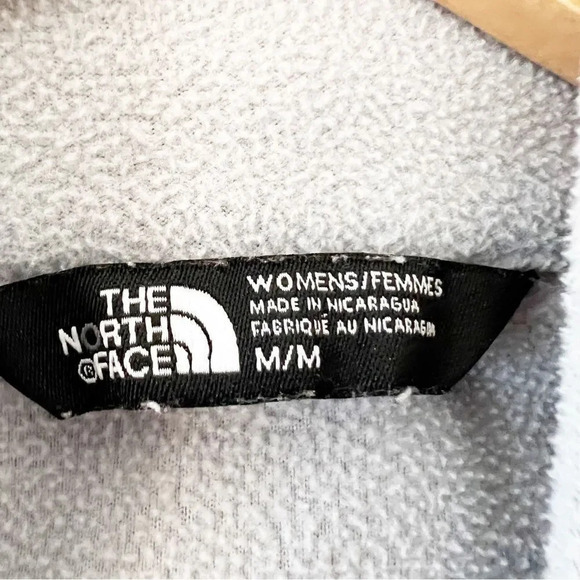 THE
NORTH
®FACE
WOMENS/FEMMES
MADE IN NICARAGUA
FABRIQUÉ AU NICARAGUA
M/M